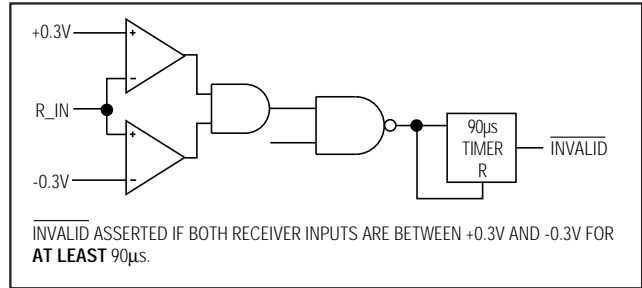 +0.3V
+
−
R_IN
+
−
-0.3V
90μs
TIMER
R
INVALID
INVALID ASSERTED IF BOTH RECEIVER INPUTS ARE BETWEEN +0.3V AND -0.3V FOR
AT LEAST 90μs.